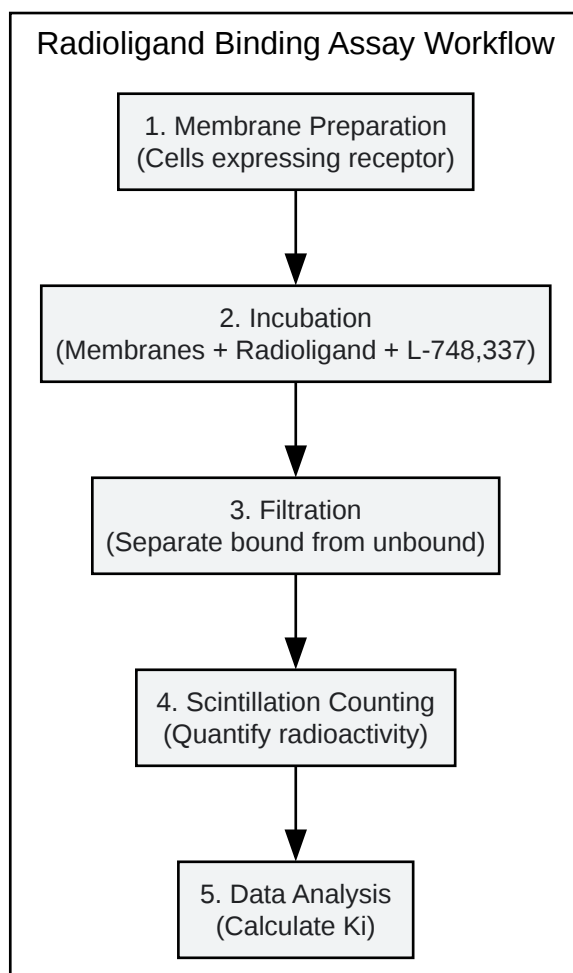 Radioligand Binding Assay Workflow
1. Membrane Preparation
(Cells expressing receptor)
2. Incubation
(Membranes + Radioligand + L-748,337)
3. Filtration
(Separate bound from unbound)
4. Scintillation Counting
(Quantify radioactivity)
5. Data Analysis
(Calculate Ki)